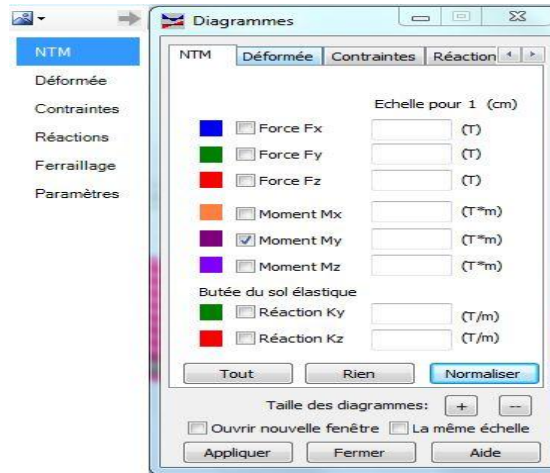 Diagrammes
NTM
Déformée
Contraintes
Réactions
Ferraillage
Paramètres
NTM Déformée Contraintes Réaction
Echelle pour 1 (cm)
Force Fx (T)
Force Fy (T)
Force Fz (T)
Moment Mx (T*m)
Moment My (T*m)
Moment Mz (T*m)
Butée du sol élastique
Réaction Ky (T/m)
Réaction Kz (T/m)
Tout Rien Normaliser
Taille des diagrammes: + --
Ouvrir nouvelle fenêtre La même échelle
Appliquer Fermer Aide